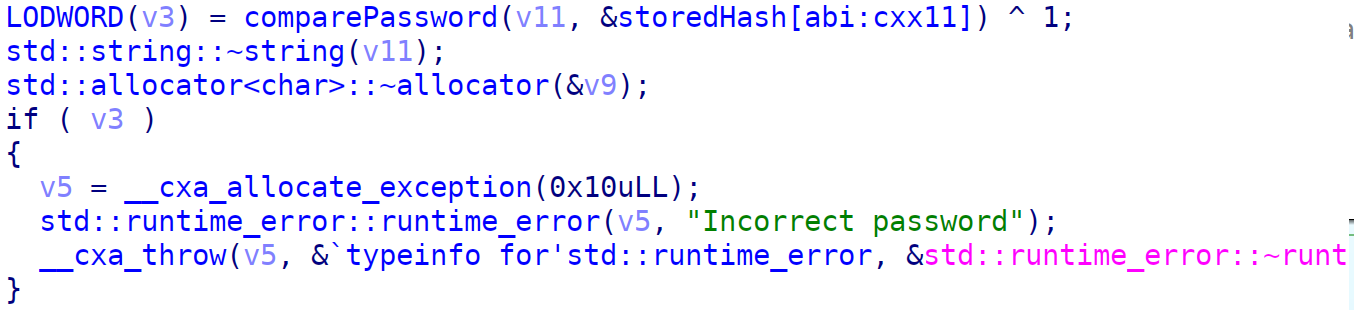 LODWORD(v3) = comparePassword(v11, &storedHash[abi:cxx11]) ^ 1;
std::string::~string(v11);
std::allocator<char>::~allocator(&v9);
if ( v3 )
{
  v5 = __cxa_allocate_exception(0x10uLL);
  std::runtime_error::runtime_error(v5, "Incorrect password");
  __cxa_throw(v5, &`typeinfo for'std::runtime_error, &std::runtime_error::~runt
}